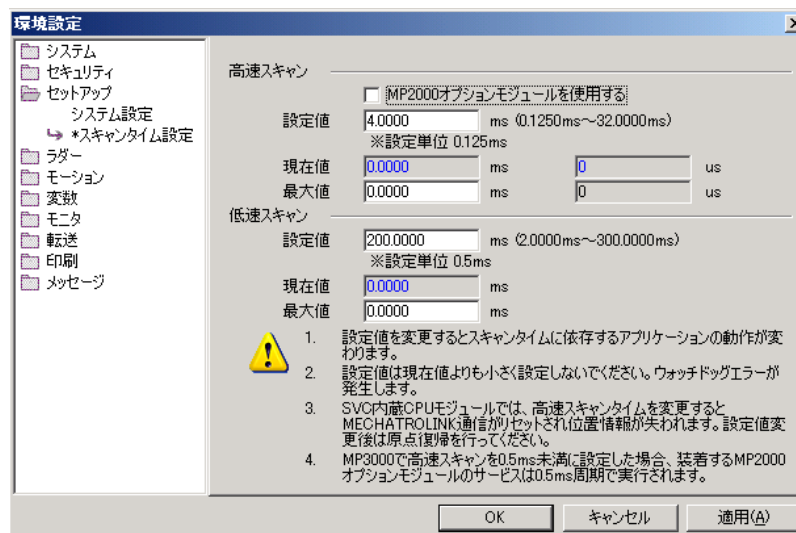 環境設定
システム
セキュリティ
セットアップ
システム設定
*スキャンタイム設定
ラダー
モーション
変数
モニタ
転送
印刷
メッセージ
高速スキャン
MP2000オプションモジュールを使用する
設定値 4.0000 ms (0.1250ms～32.0000ms)
※設定単位 0.125ms
現在値 0.0000 ms 0 us
最大値 0.0000 ms 0 us
低速スキャン
設定値 200.0000 ms (2.0000ms～300.0000ms)
※設定単位 0.5ms
現在値 0.0000 ms
最大値 0.0000 ms
1. 設定値を変更するとスキャンタイムに依存するアプリケーションの動作が変
わります。
2. 設定値は現在値よりも小さく設定しないでください。ウォッチドッグエラーが
発生します。
3. SVC内蔵CPUモジュールでは、高速スキャンタイムを変更すると
MECHATROLINK通信がリセットされ位置情報が失われます。設定値変
更後は原点復帰を行ってください。
4. MP3000で高速スキャンを0.5ms未満に設定した場合、装着するMP2000
オプションモジュールのサービスは0.5ms周期で実行されます。
OK キャンセル 適用(A)